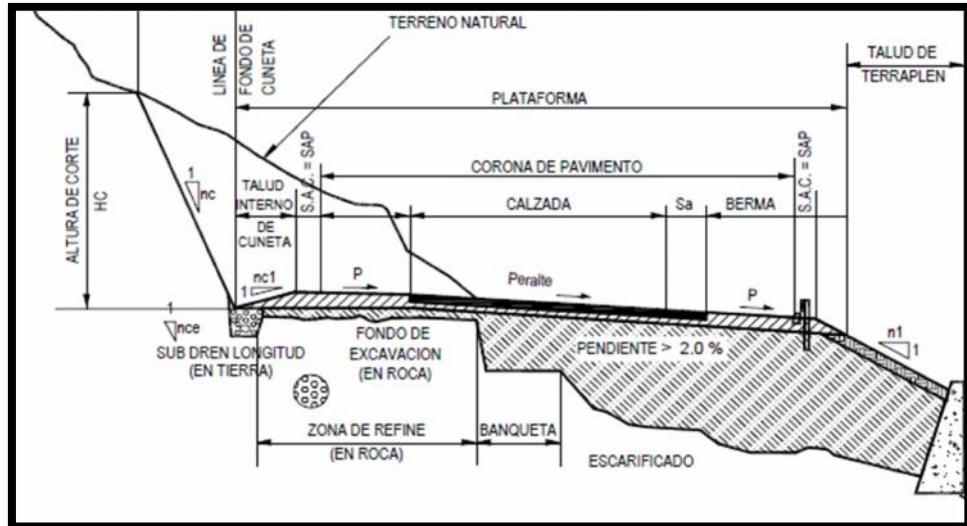 TERRENO NATURAL
LINEA DE
FONDO DE
CUNETA
TALUD DE
TERRAPLEN
PLATAFORMA
ALTURA DE CORTE
HC
1
nc
S.A.C. = SAP
CORONA DE PAVIMENTO
S.A.C. = SAP
TALUD
INTERNO
DE CUNETA
CALZADA
Sa
BERMA
1
nc1
P
Peralte
P
1
nce
n1
1
SUB DREN LONGITUD
(EN TIERRA)
FONDO DE
EXCAVACION
(EN ROCA)
PENDIENTE > 2.0 %
ZONA DE REFINE
(EN ROCA)
BANQUETA
ESCARIFICADO